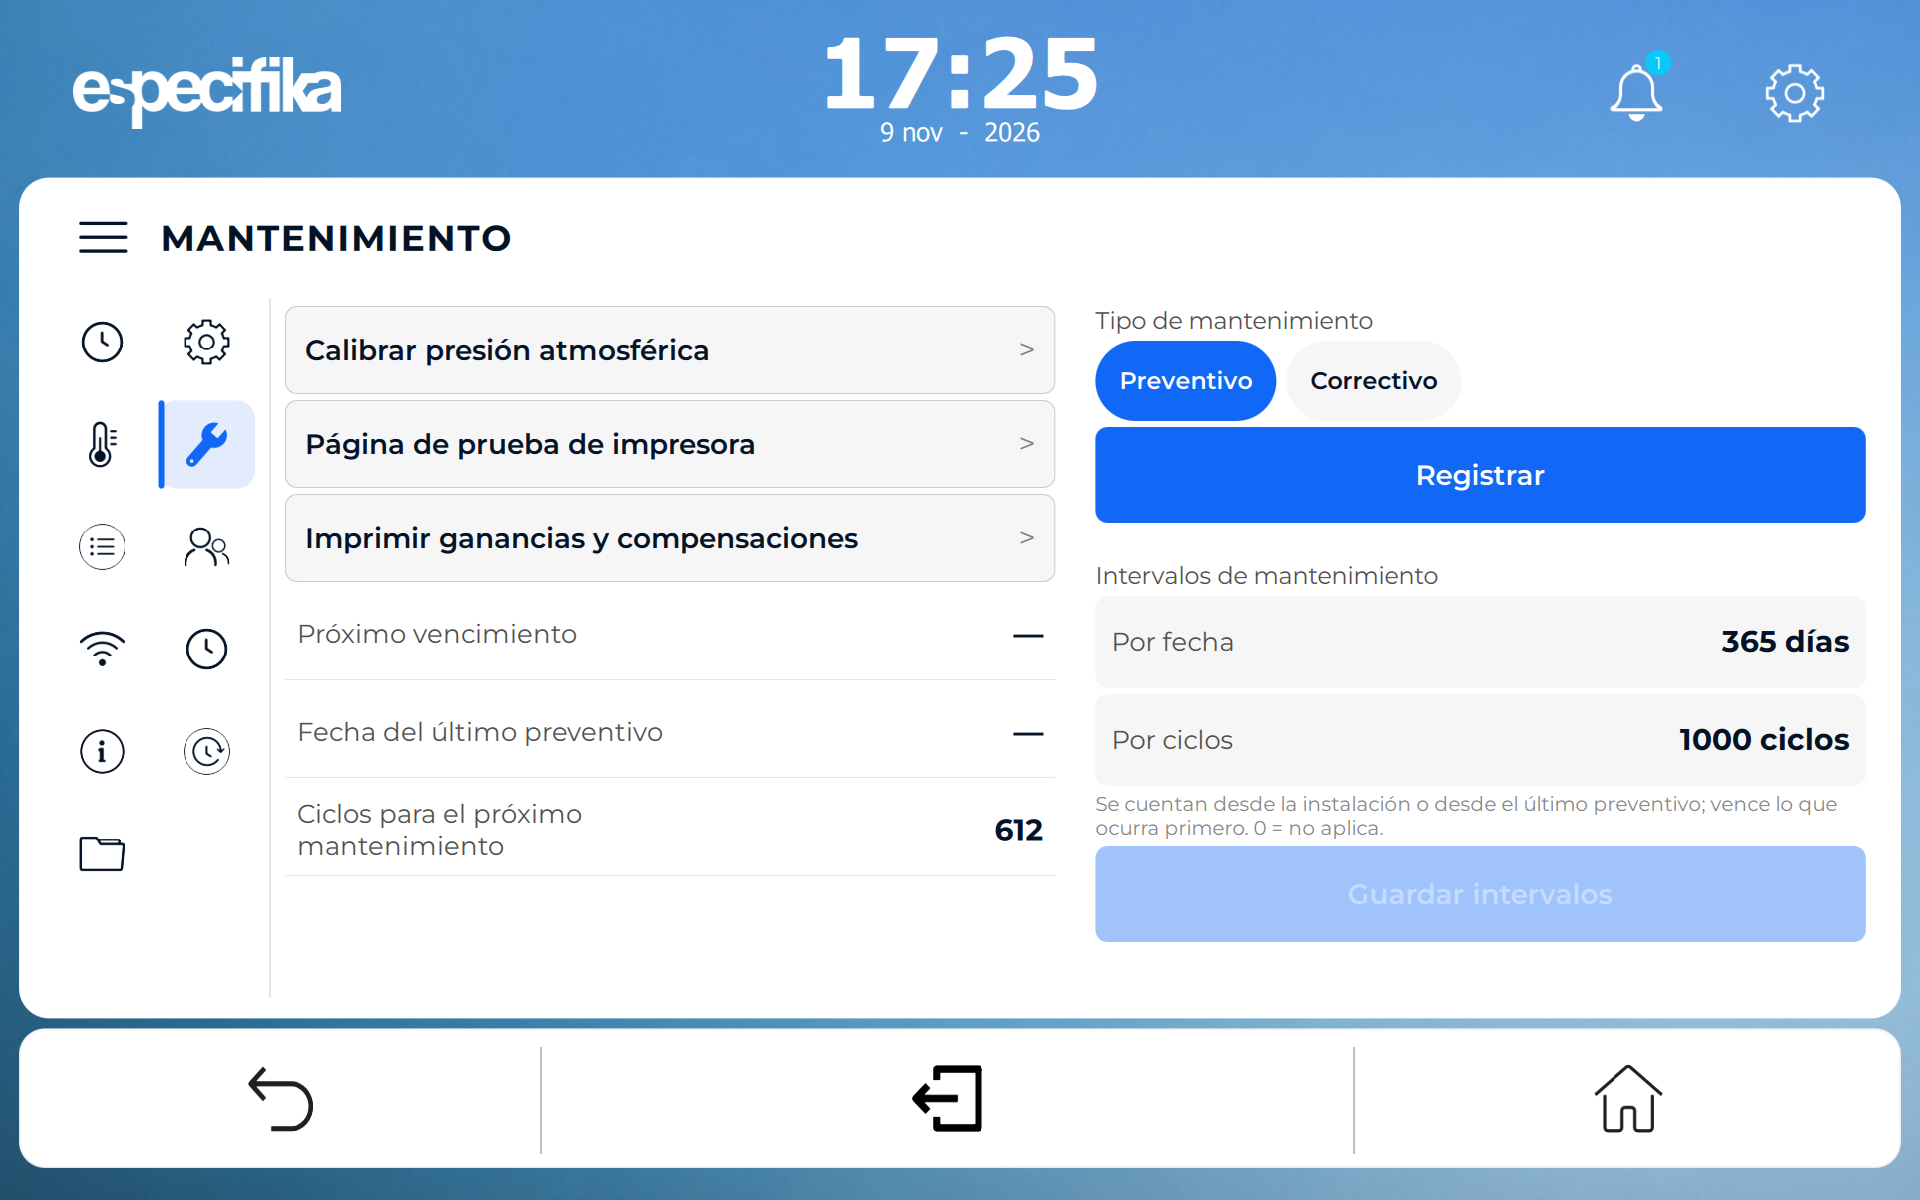 especifika
17:25
9 nov - 2026
1
MANTENIMIENTO
Calibrar presión atmosférica >
Página de prueba de impresora >
Imprimir ganancias y compensaciones >
Próximo vencimiento —
Fecha del último preventivo —
Ciclos para el próximo
mantenimiento
612
Tipo de mantenimiento
Preventivo Correctivo
Registrar
Intervalos de mantenimiento
Por fecha 365 días
Por ciclos 1000 ciclos
Se cuentan desde la instalación o desde el último preventivo; vence lo que
ocurra primero. 0 = no aplica.
Guardar intervalos